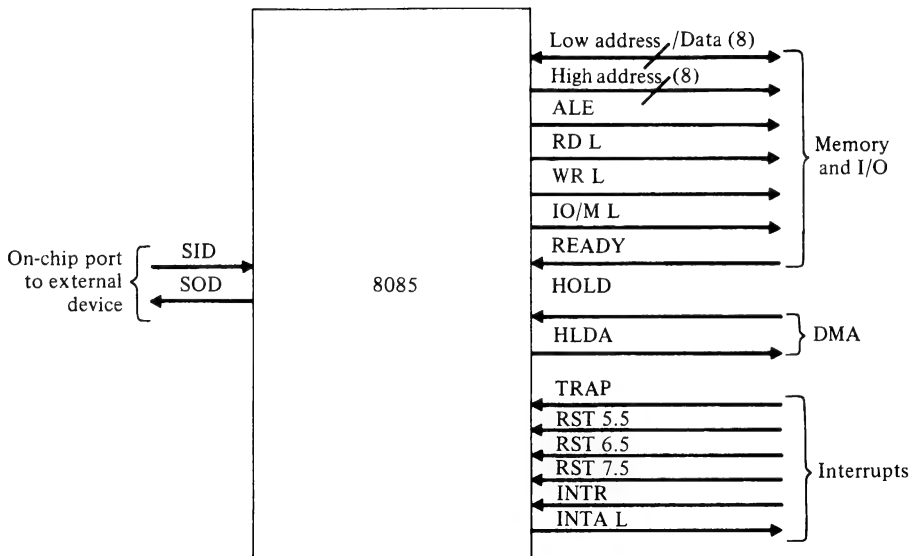 Low address /Data (8)
High address (8)
ALE
RD L
WR L
IO/M L
READY
Memory
and I/O
On-chip port
to external
device
SID
SOD
8085
HOLD
HLDA
DMA
TRAP
RST 5.5
RST 6.5
RST 7.5
INTR
INTA L
Interrupts